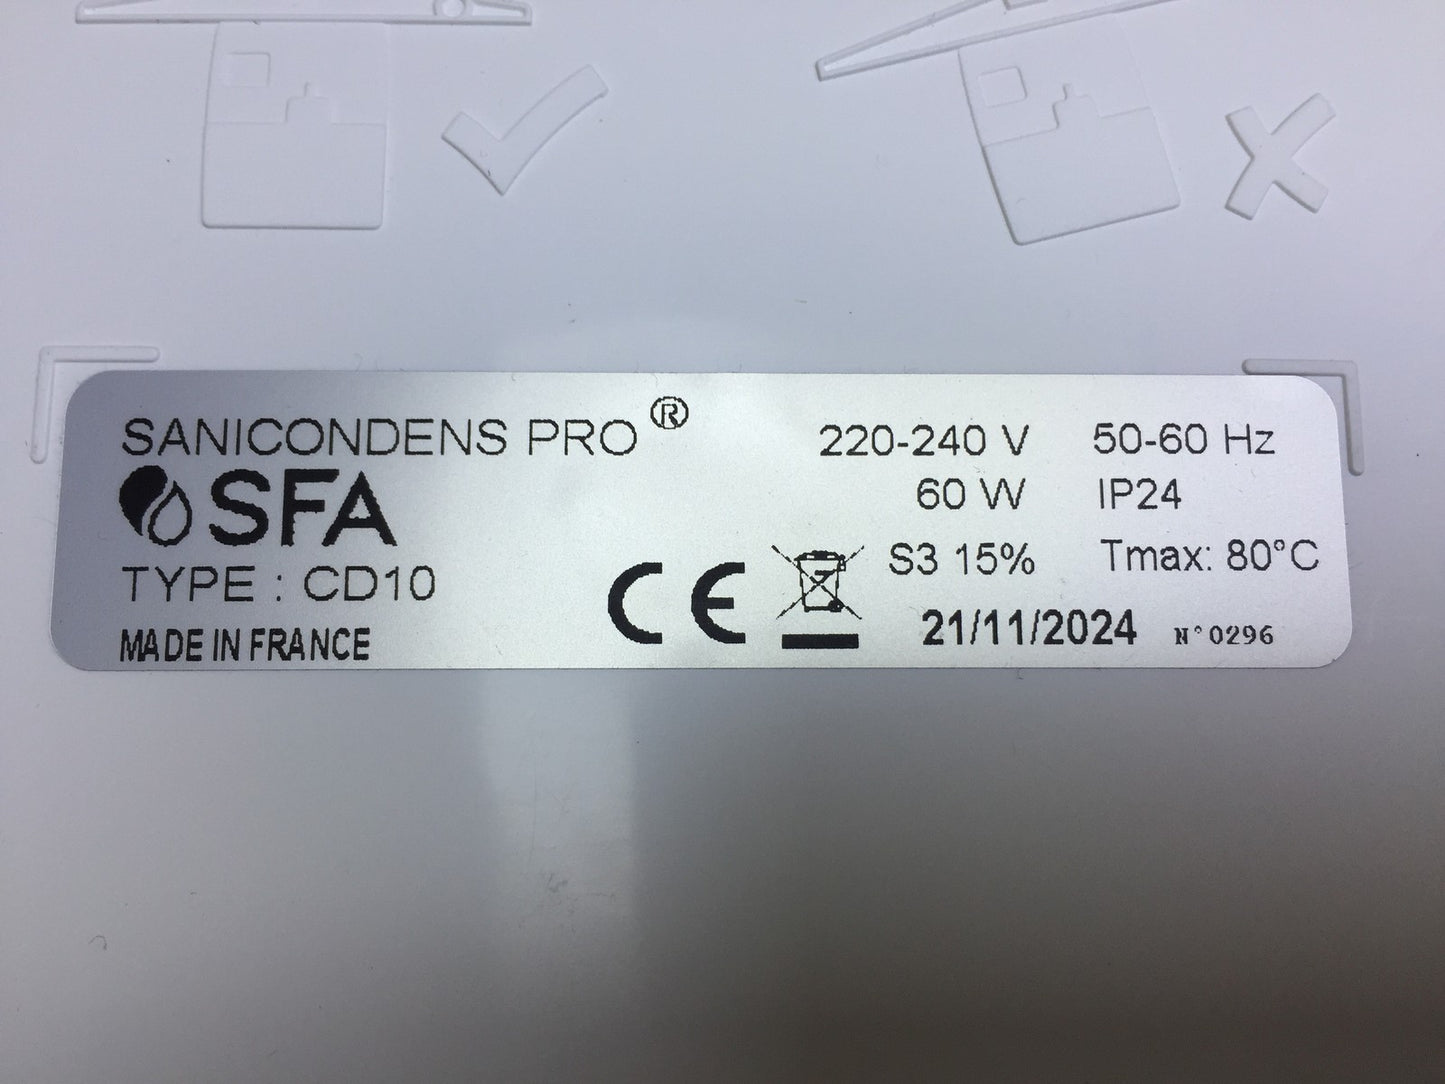 SANICONDENS PRO®
SFA
TYPE : CD10
MADE IN FRANCE
220-240 V 50-60 Hz
60 W IP24
S3 15% Tmax: 80°C
CE
21/11/2024 N°0296